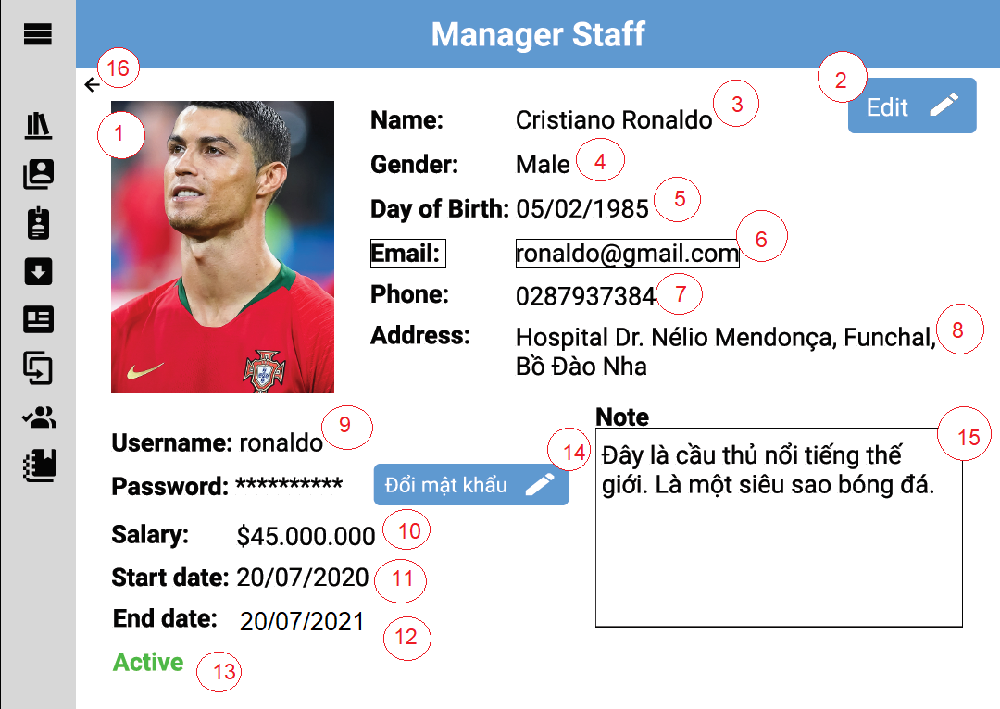 Manager Staff
16
2
Edit
1
Name: Cristiano Ronaldo 3
Gender: Male 4
Day of Birth: 05/02/1985 5
Email: ronaldo@gmail.com 6
Phone: 0287937384 7
Address: Hospital Dr. Nélio Mendonça, Funchal, 8
Bồ Đào Nha
Username: ronaldo 9
Password: **********
Đổi mật khẩu 14
Salary: $45.000.000 10
Start date: 20/07/2020 11
End date: 20/07/2021 12
Active 13
Note
15
Đây là cầu thủ nổi tiếng thế
giới. Là một siêu sao bóng đá.